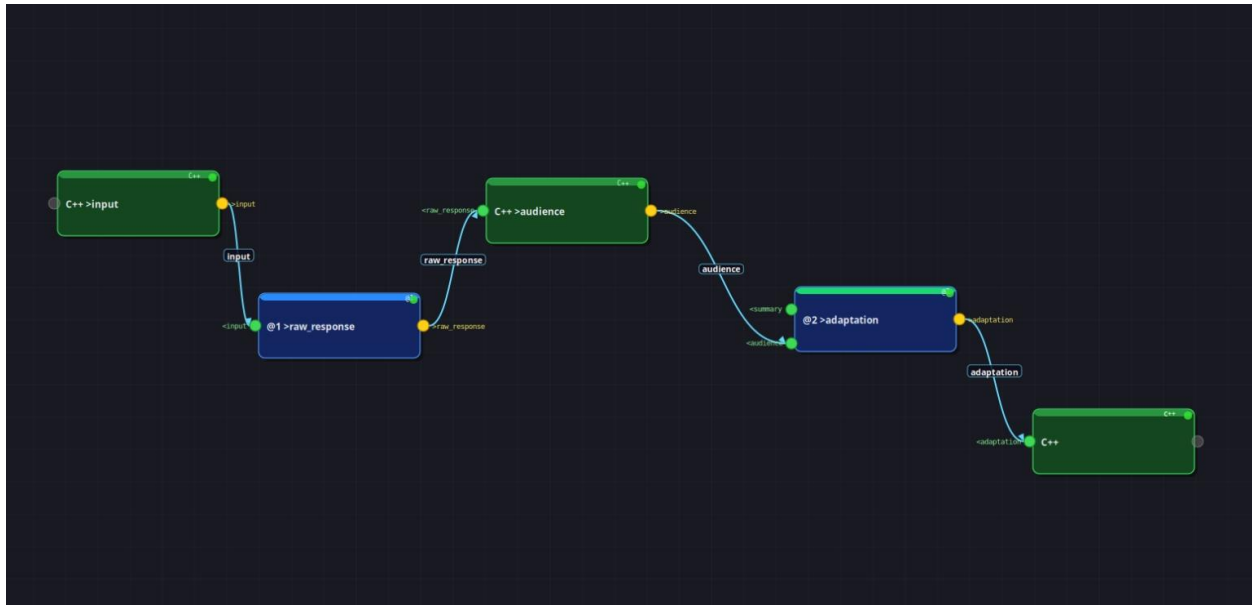 C++
C++ >input
>input
input
@1
<input
@1 >raw_response
>raw_response
raw_response
C++
<raw_response
C++ >audience
>audience
audience
<summary
@2 >adaptation
<audience
>adaptation
adaptation
C++
<adaptation
C++